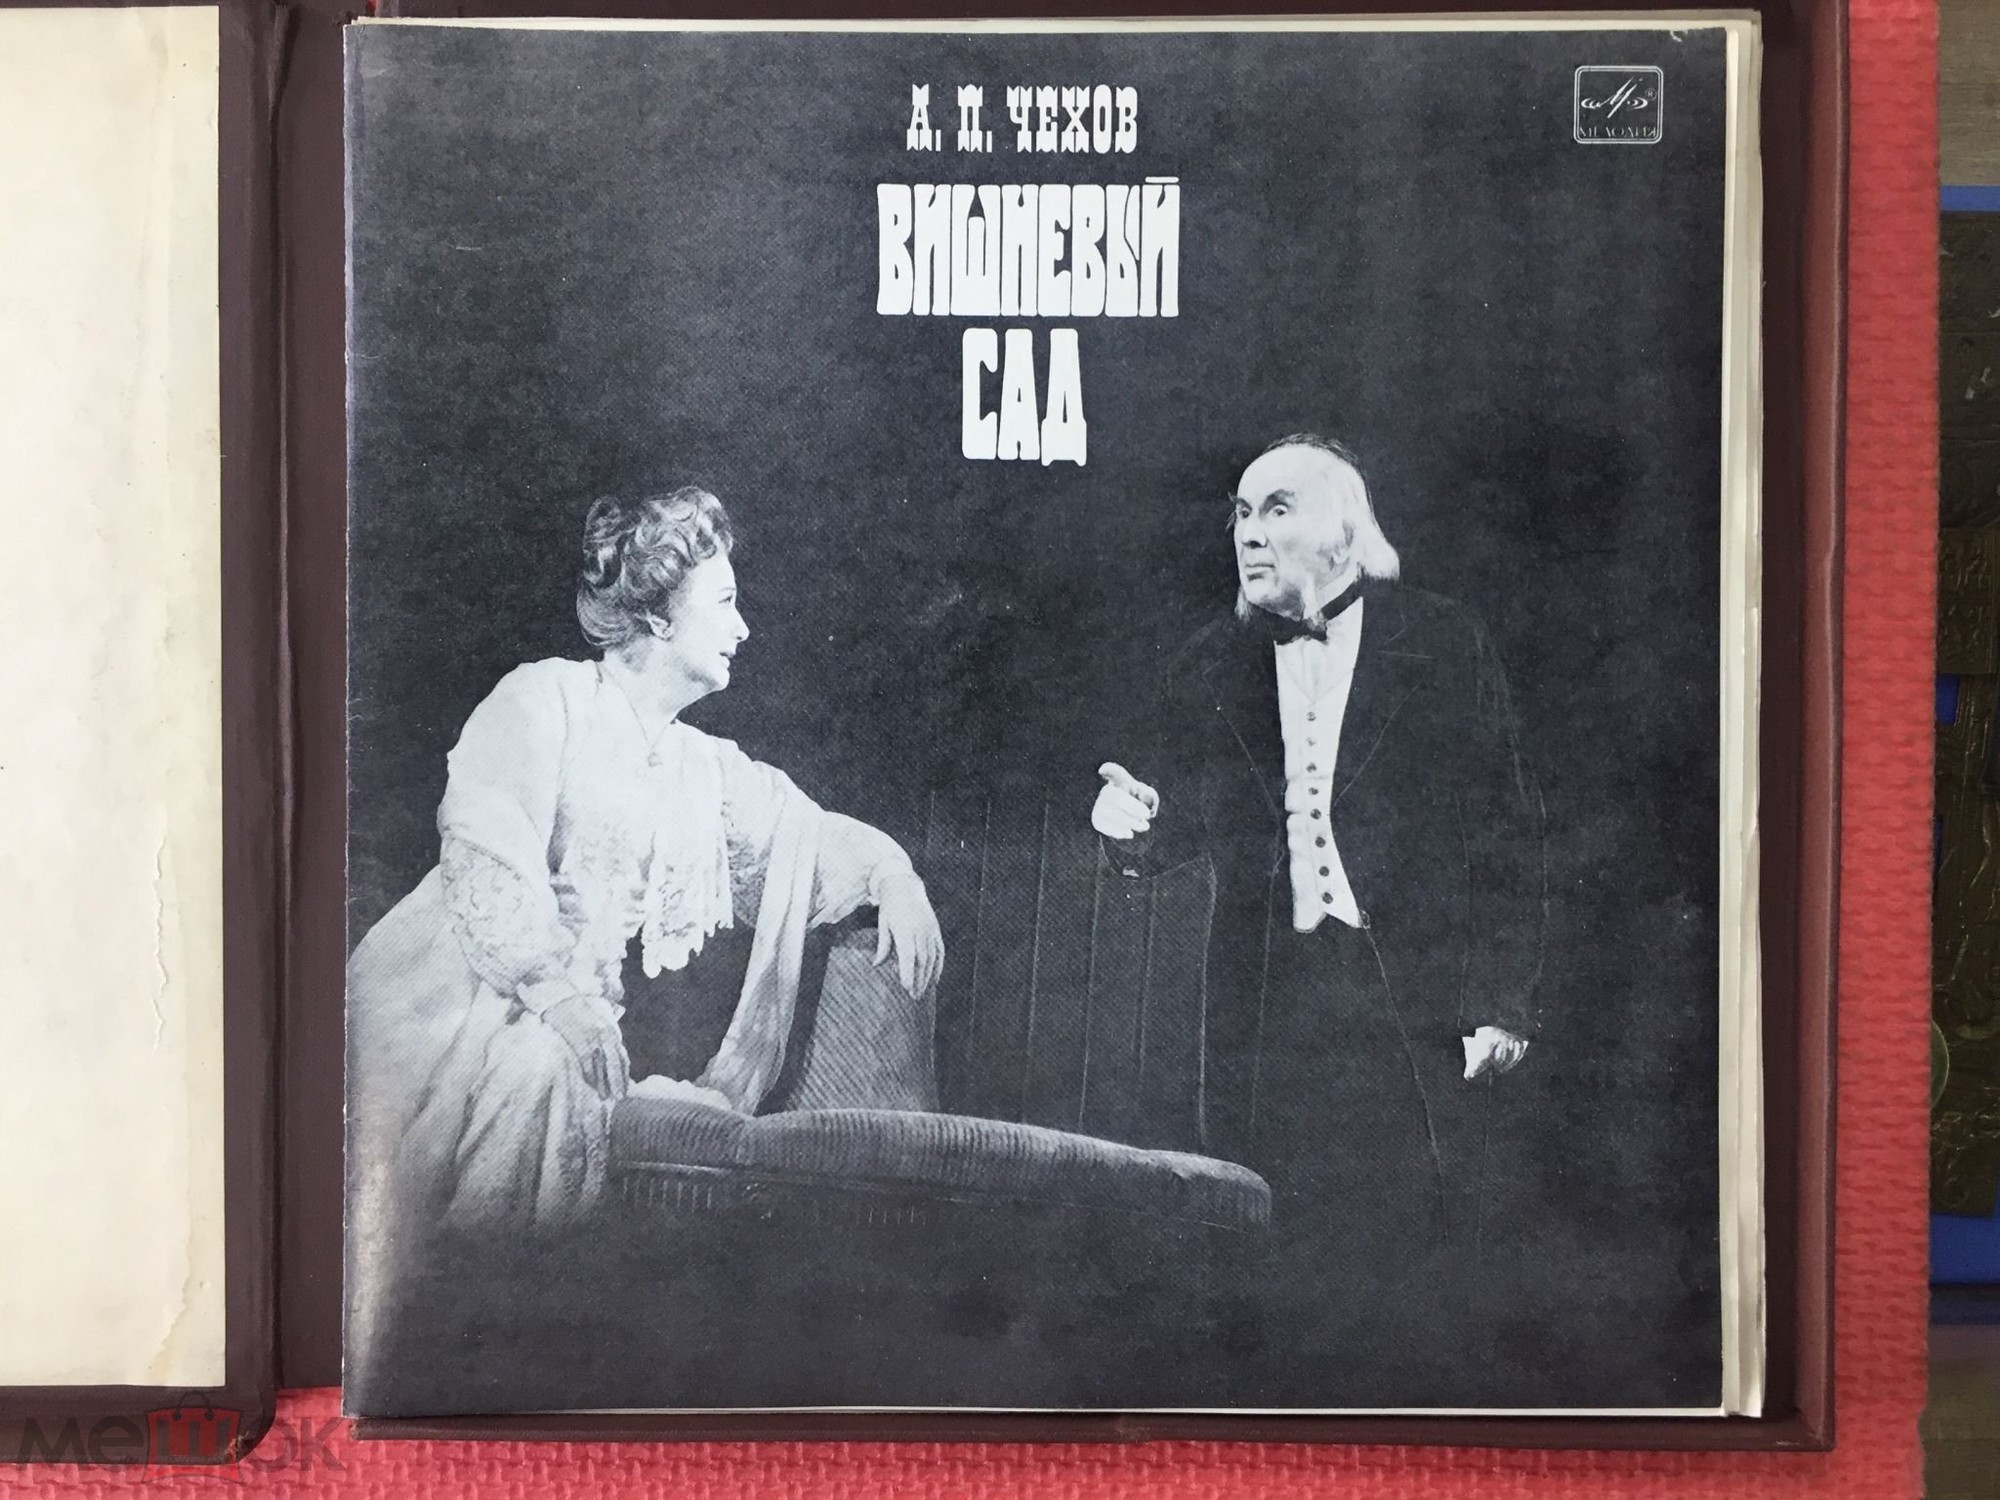 А. П. ЧЕХОВ
ВИШНЕВЫЙ
САД
МЕЛОДИЯ
мешок